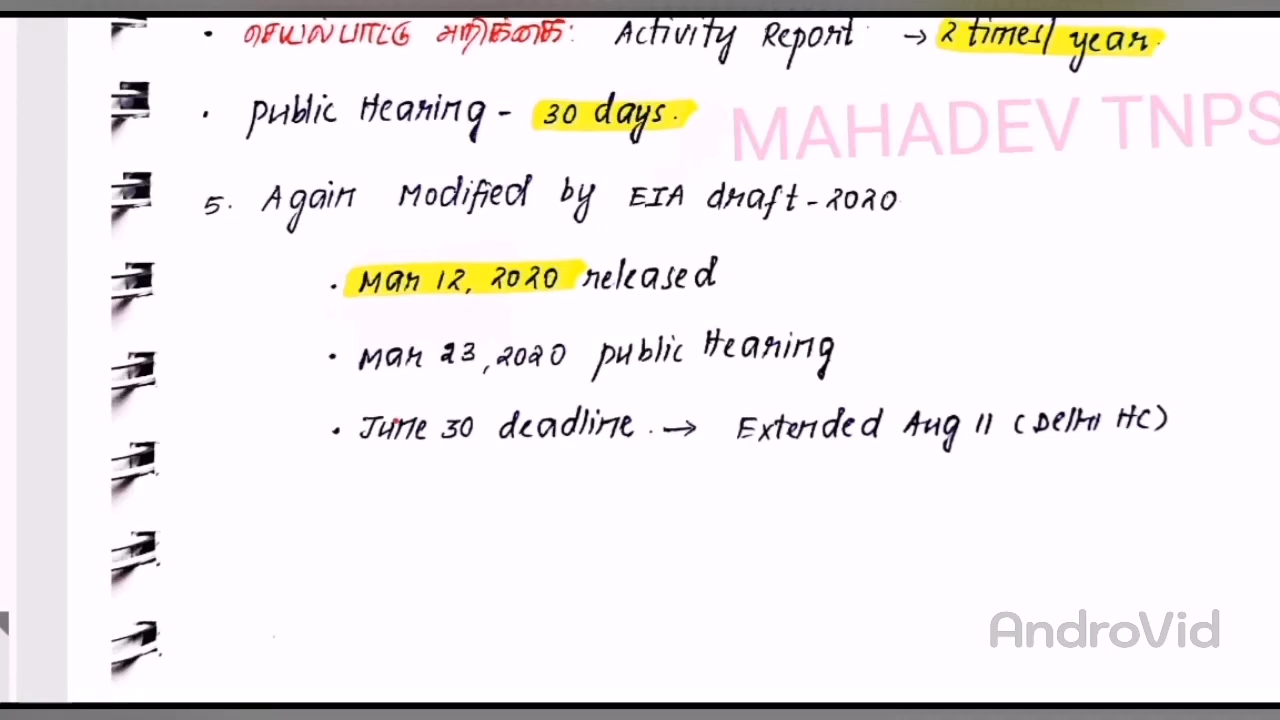 • செயல்பாட்டு அறிக்கை: Activity Report → 2 times/year.
• Public Hearing - 30 days.
MAHADEV TNPS
5. Again Modified by EIA draft-2020
• Mar 12, 2020 released
• Mar 23, 2020 public Hearing
• June 30 deadline. → Extended Aug 11 (Delhi HC)
AndroVid